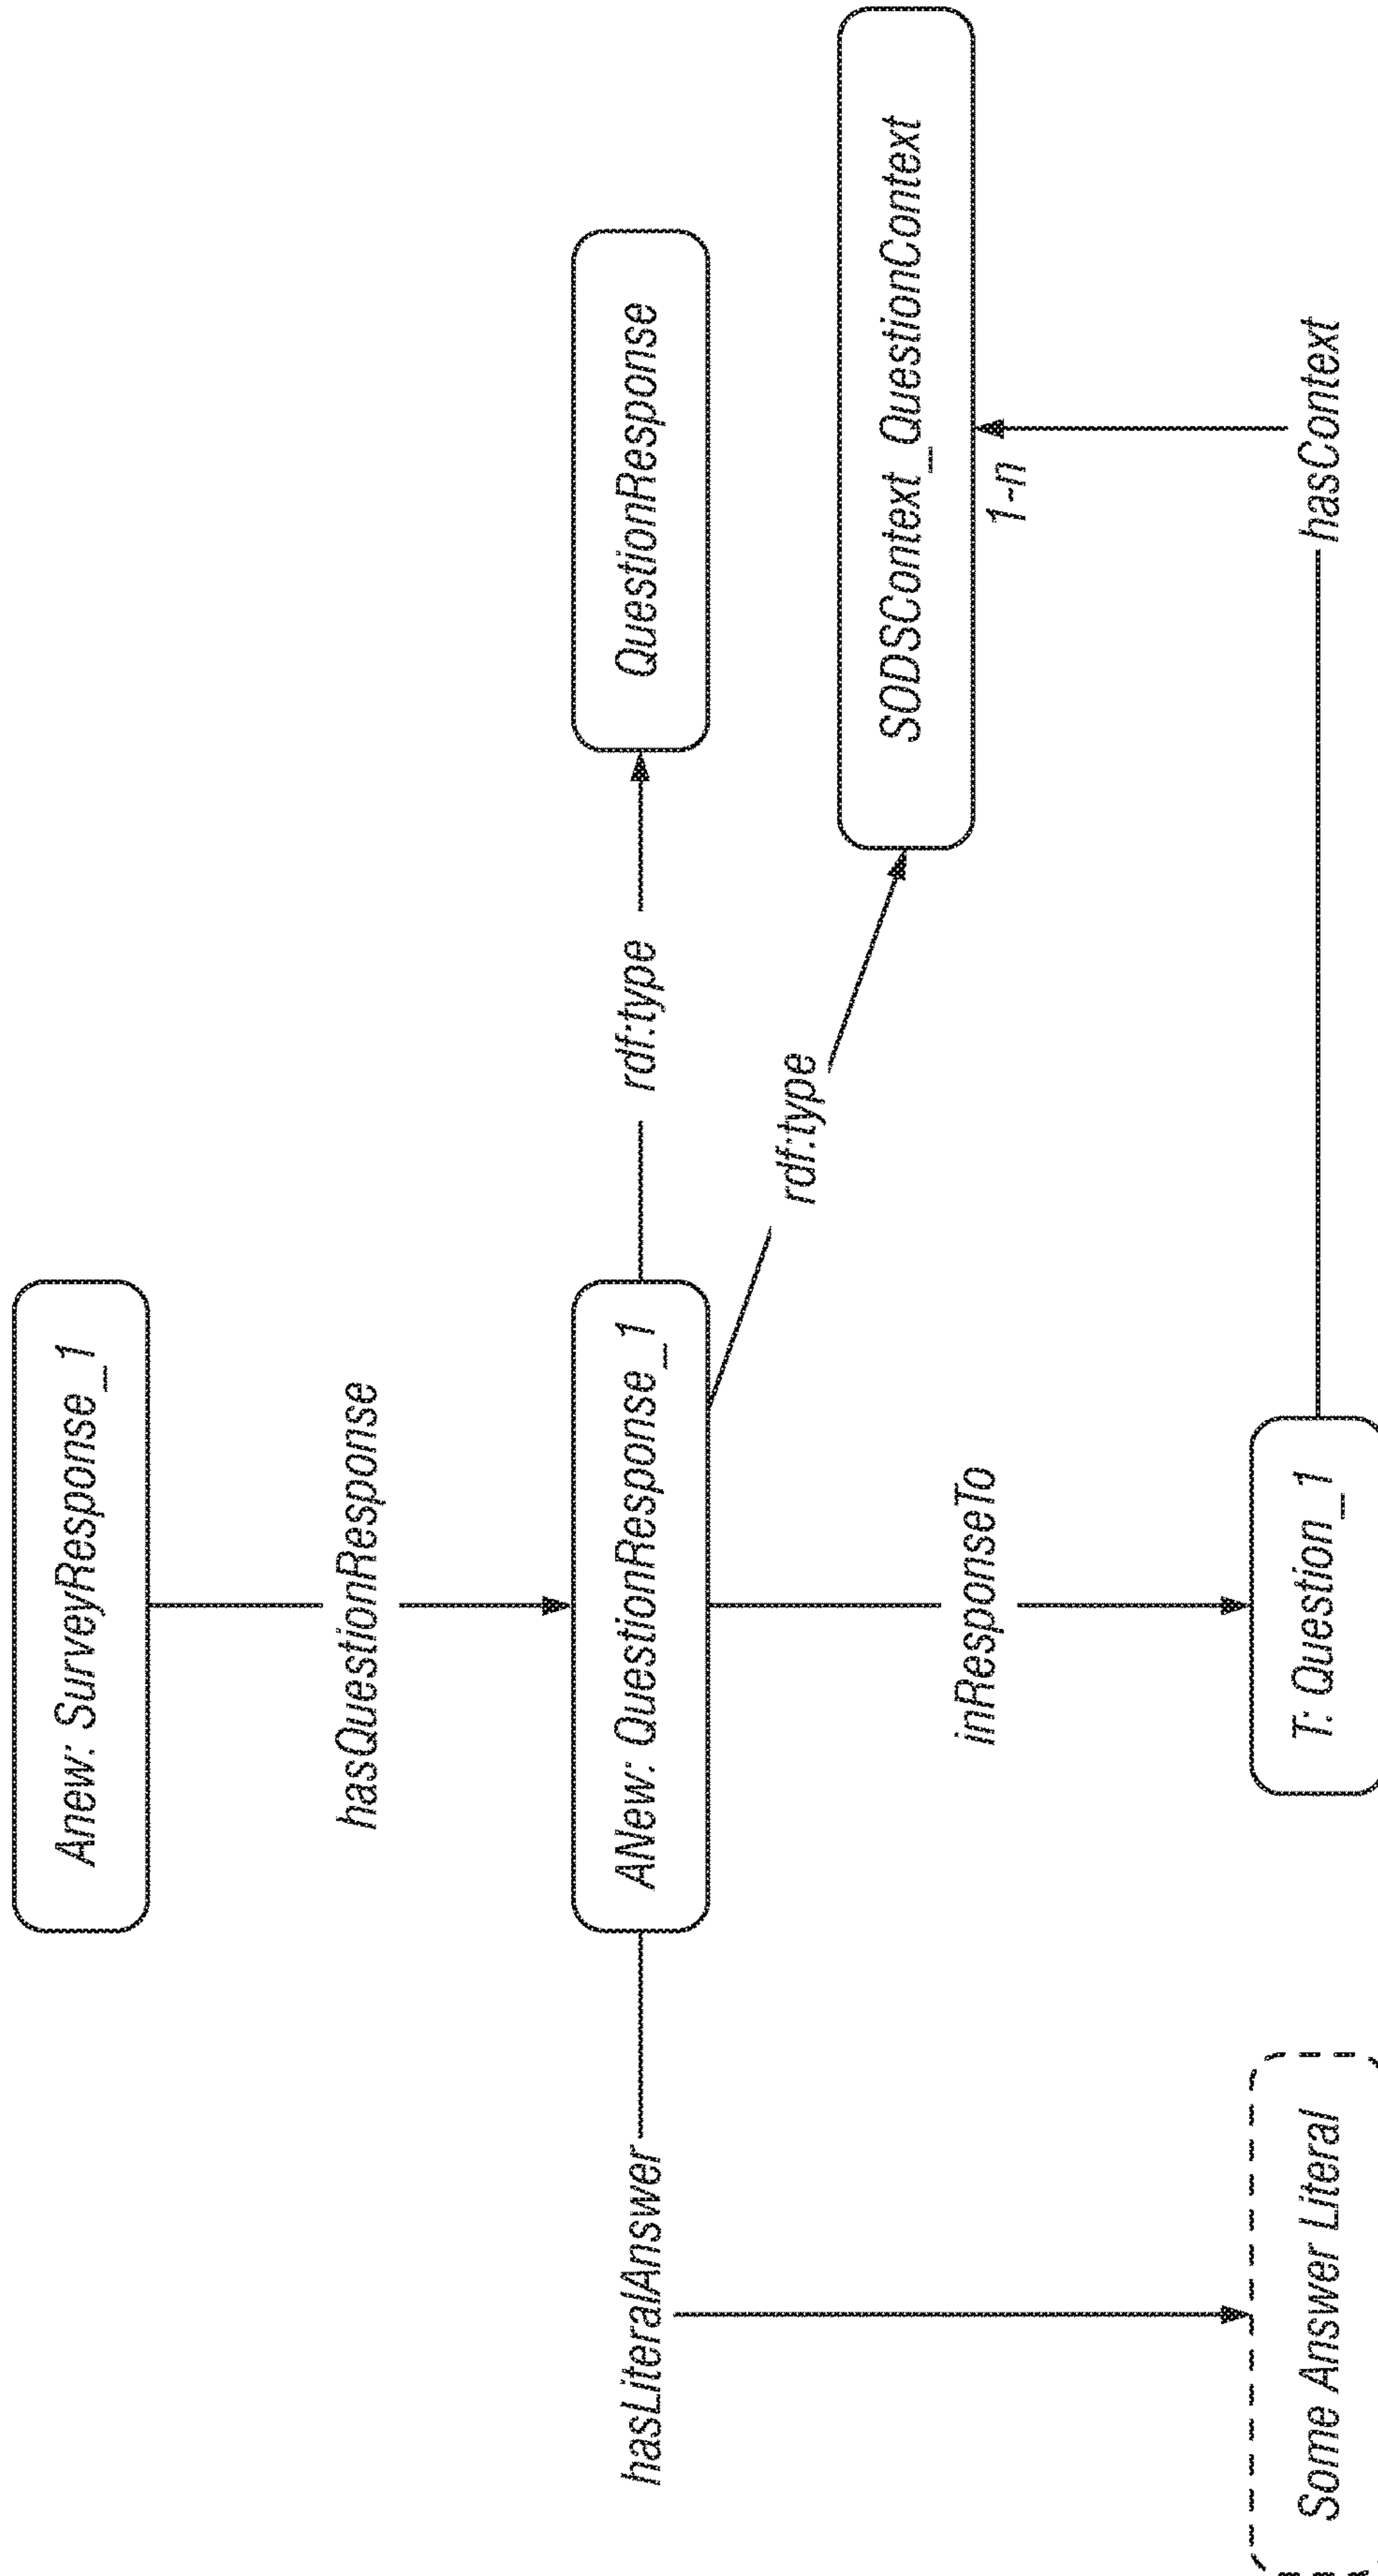 Anew: SurveyResponse_1
hasQuestionResponse
ANew: QuestionResponse_1
hasLiteralAnswer
rdf:type
QuestionResponse
rdf:type
SODSContext_QuestionContext
inResponseTo
1-n
Some Answer Literal
T: Question_1
hasContext